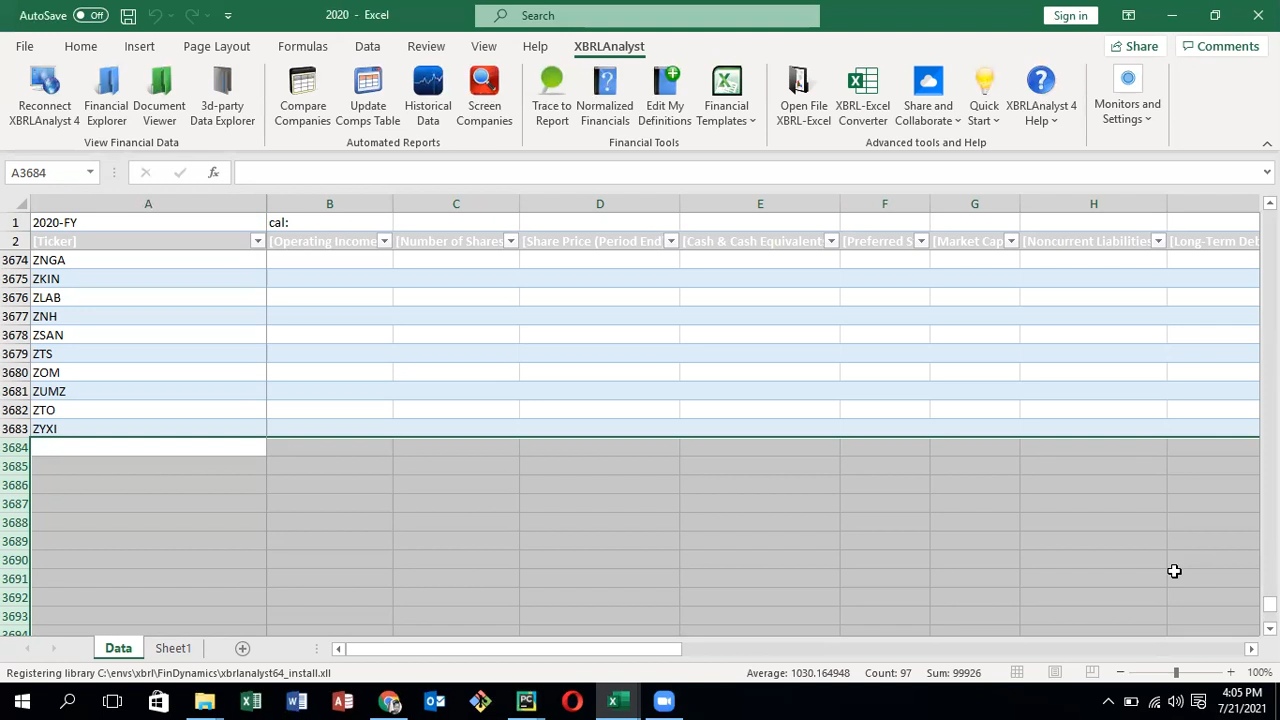 AutoSave Off 2020 - Excel Search Sign in
File Home Insert Page Layout Formulas Data Review View Help XBRLAnalyst Share Comments
Reconnect XBRLAnalyst 4
Financial Explorer
Document Viewer
3d-party Data Explorer
Compare Companies
Update Comps Table
Historical Data
Screen Companies
Trace to Report
Normalized Financials
Edit My Definitions
Financial Templates
Open File XBRL-Excel
XBRL-Excel Converter
Share and Collaborate
Quick Start
XBRLAnalyst 4 Help
Monitors and Settings
View Financial Data Automated Reports Financial Tools Advanced tools and Help
A3684 fx
A B C D E F G H
1 2020-FY cal:
2 [Ticker] [Operating Income [Number of Shares [Share Price (Period End [Cash & Cash Equivalent [Preferred S [Market Cap [Noncurrent Liabilities [Long-Term Deb
3674 ZNGA
3675 ZKIN
3676 ZLAB
3677 ZNH
3678 ZSAN
3679 ZTS
3680 ZOM
3681 ZUMZ
3682 ZTO
3683 ZYXI
3684
3685
3686
3687
3688
3689
3690
3691
3692
3693
3694
Data Sheet1
Registering library C:\envs\xbrl\FinDynamics\xbrlanalyst64_install.xll Average: 1030.164948 Count: 97 Sum: 99926 100%
4:05 PM
7/21/2021